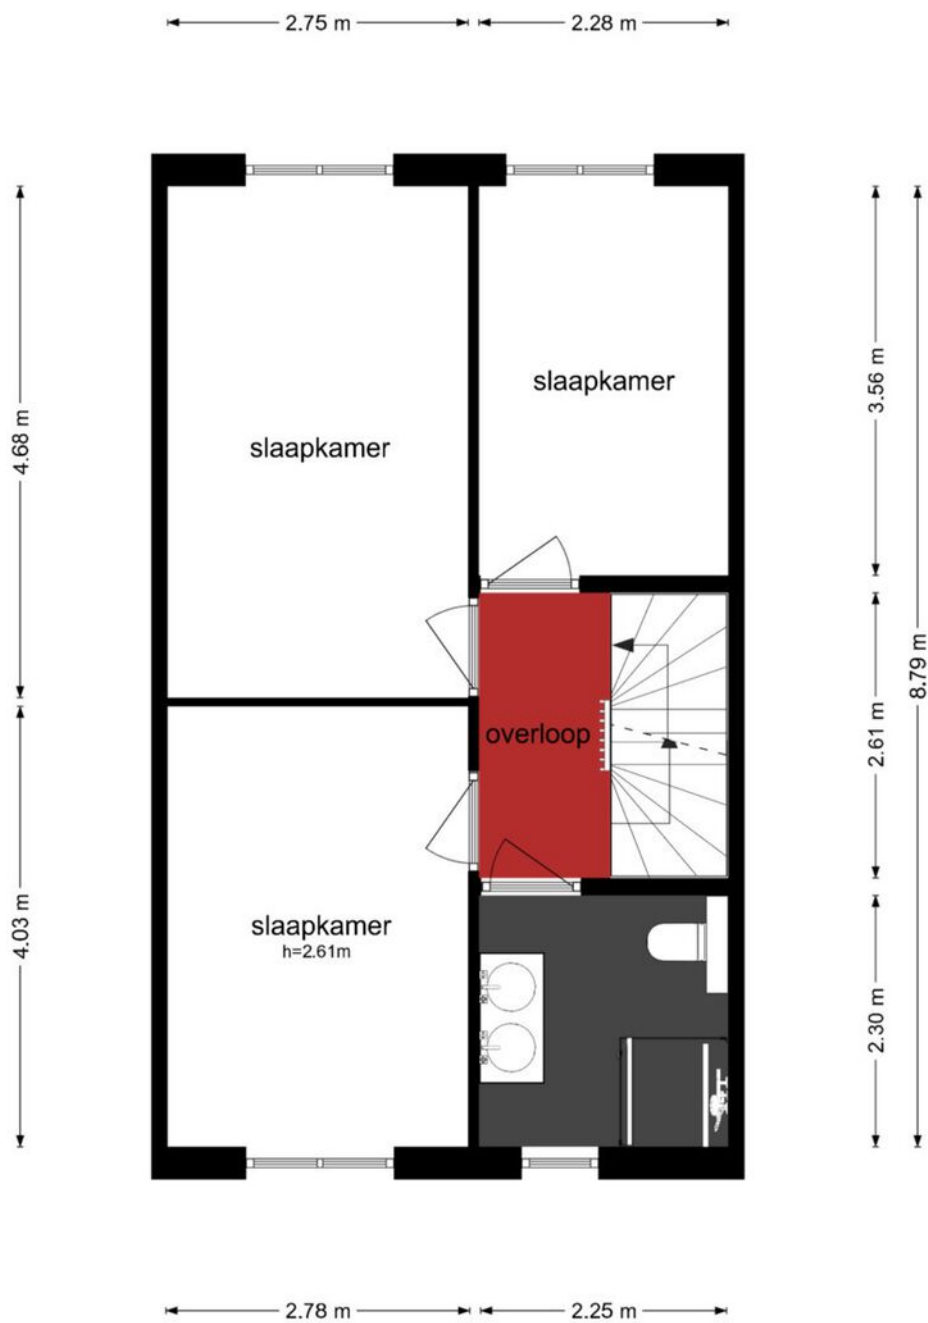 2.75 m
2.28 m
slaapkamer
slaapkamer
4.68 m
3.56 m
overloop
2.61 m
8.79 m
slaapkamer
h=2.61m
4.03 m
2.30 m
2.78 m
2.25 m